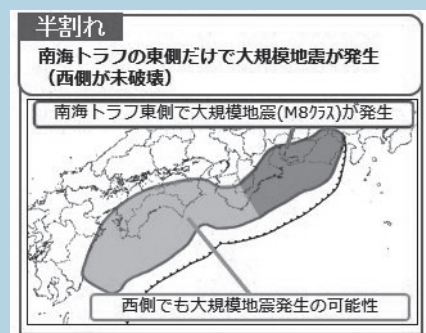 半割れ
南海トラフの東側だけで大規模地震が発生
（西側が未破壊）
南海トラフ東側で大規模地震(M8クラス)が発生
西側でも大規模地震発生の可能性